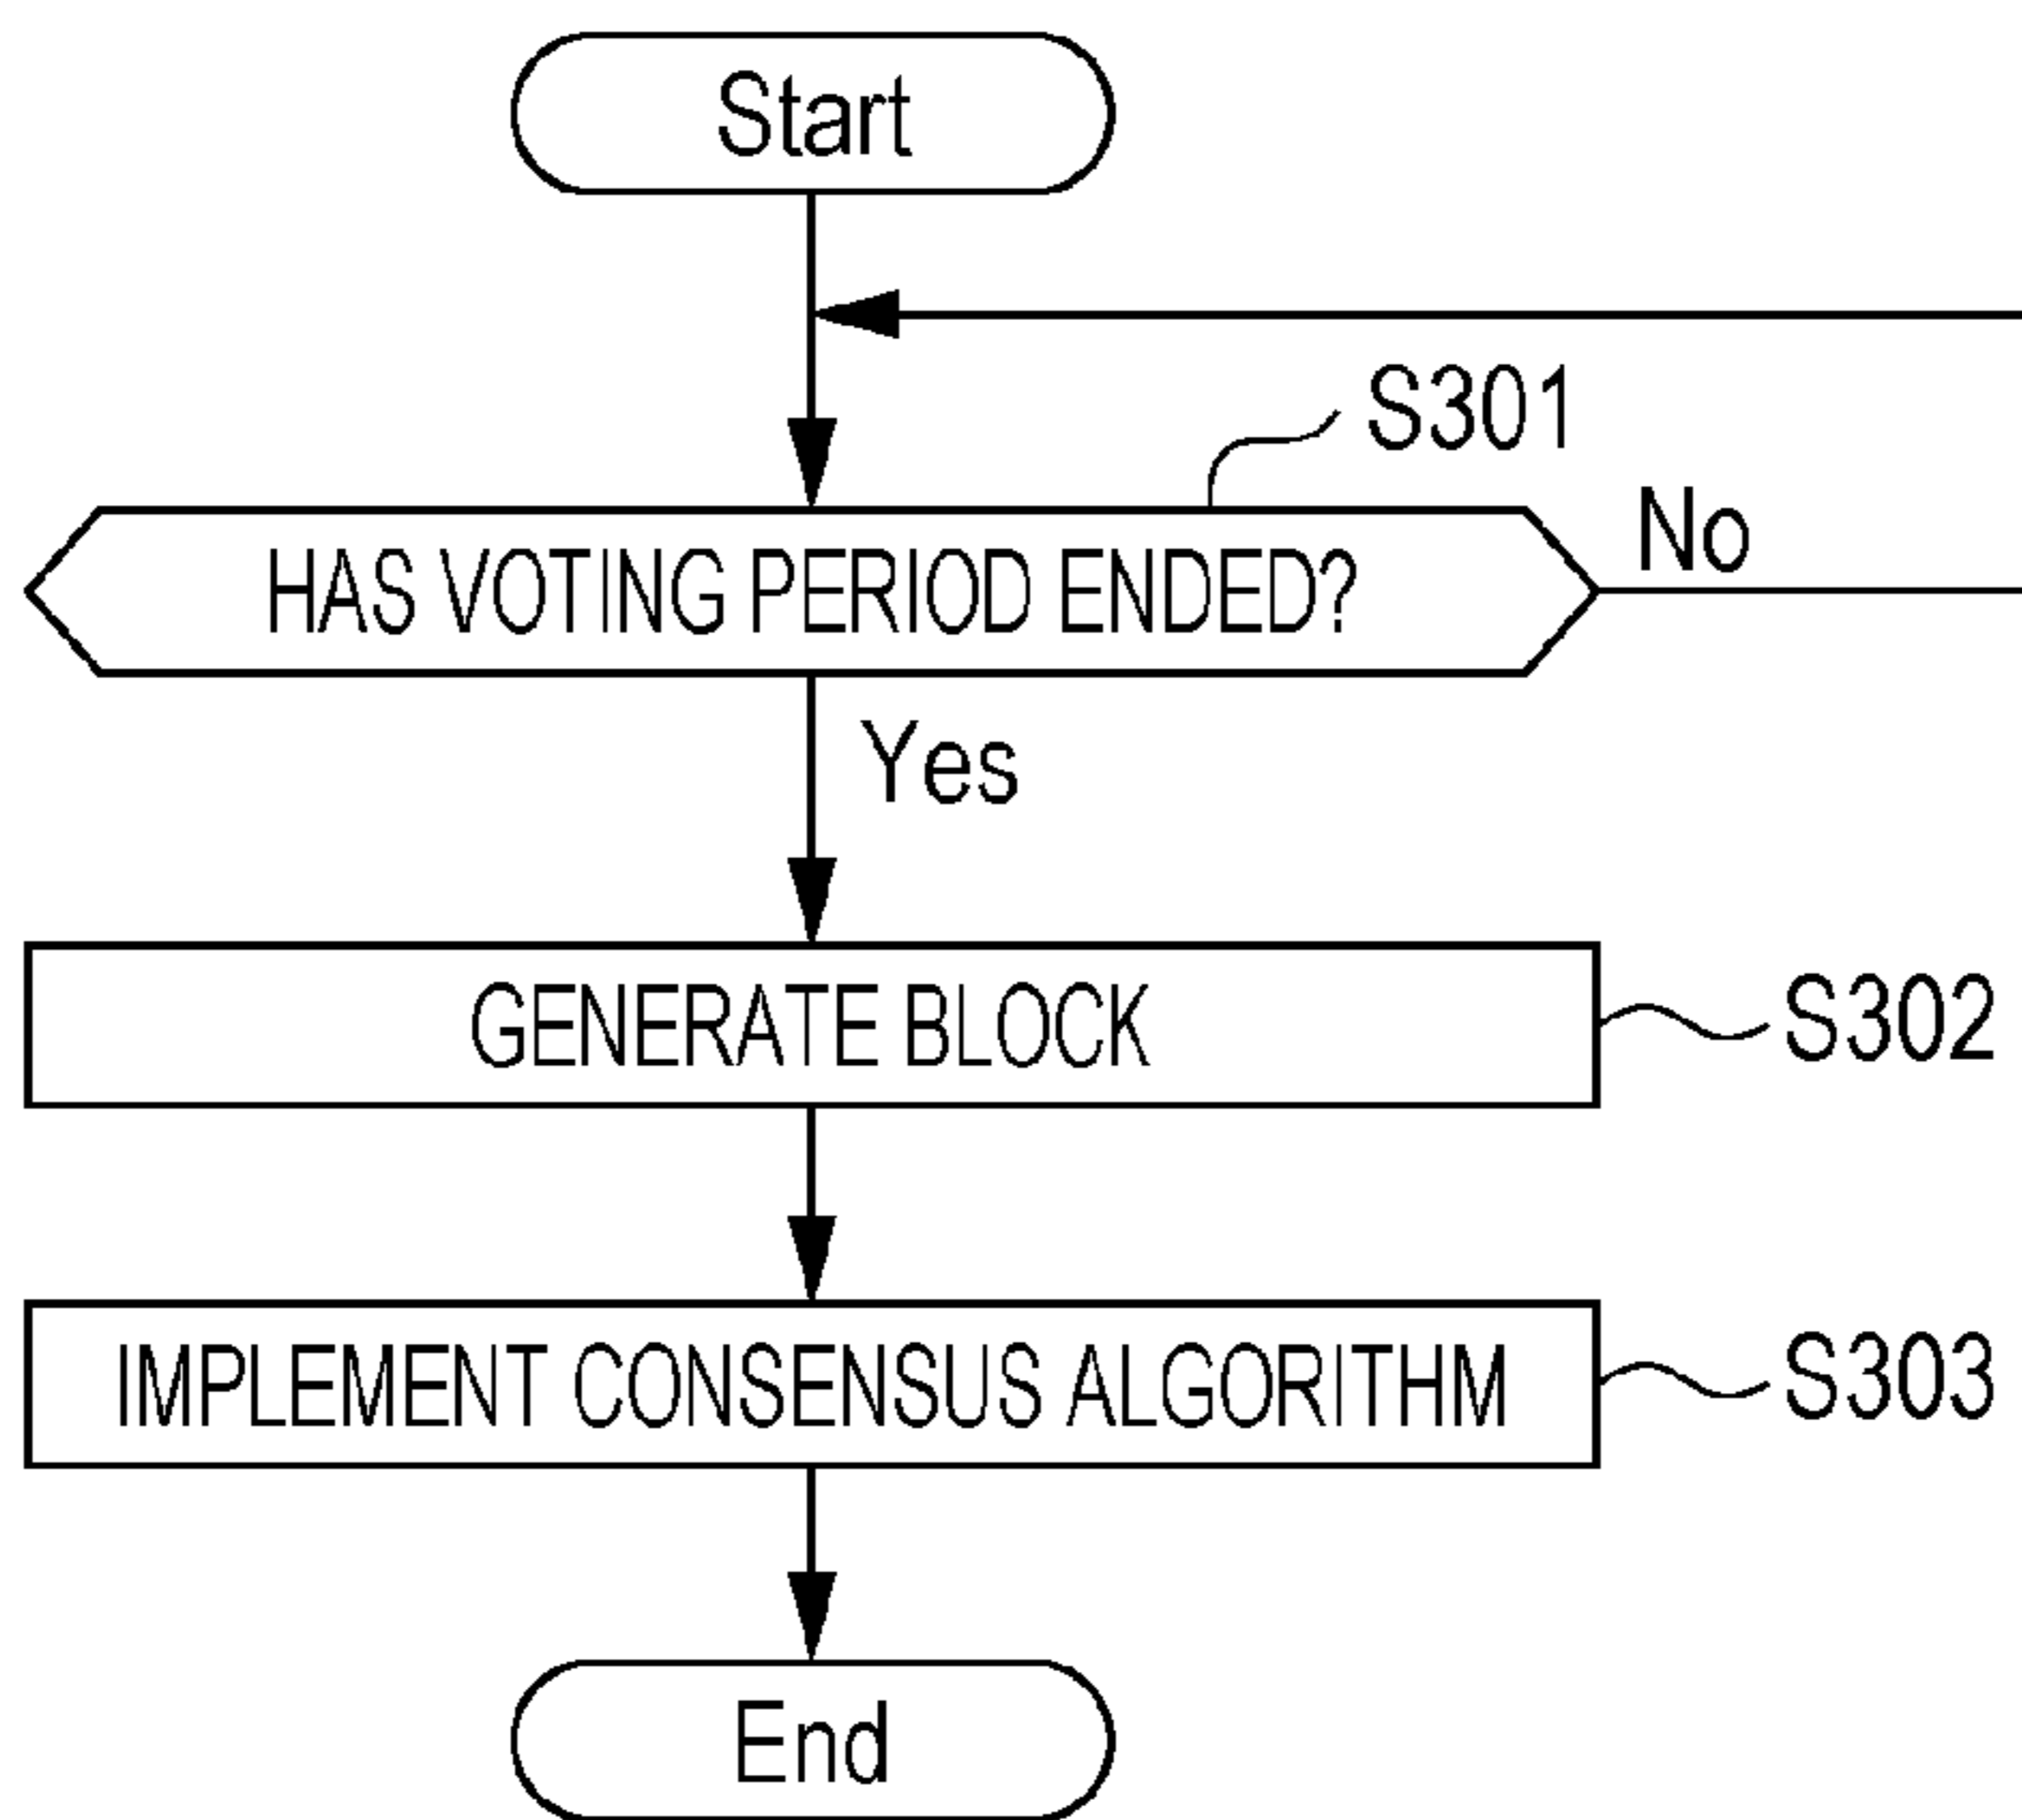 Start
S301
HAS VOTING PERIOD ENDED?
No
Yes
GENERATE BLOCK
S302
IMPLEMENT CONSENSUS ALGORITHM
S303
End